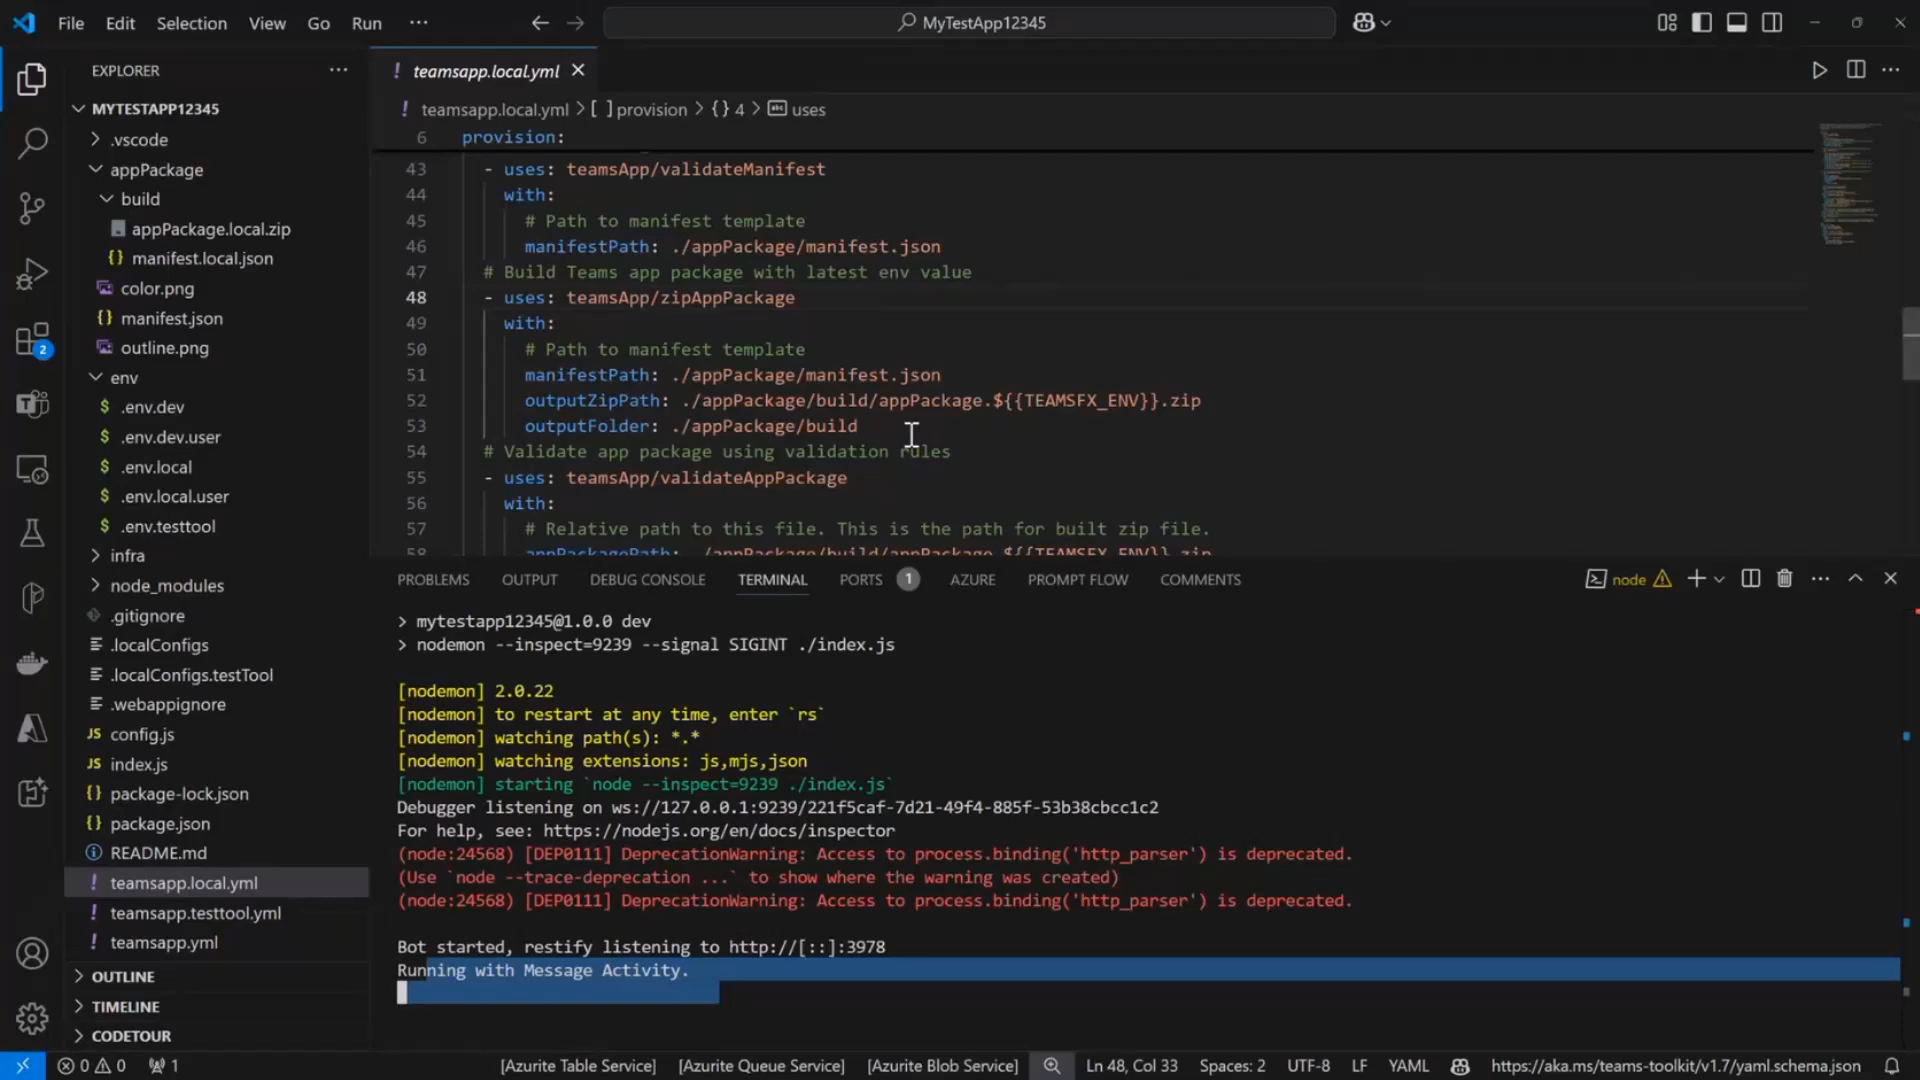 File Edit Selection View Go Run ··· MyTestApp12345
EXPLORER ···
MYTESTAPP12345
.vscode
appPackage
build
appPackage.local.zip
{} manifest.local.json
color.png
{} manifest.json
outline.png
env
$ .env.dev
$ .env.dev.user
$ .env.local
$ .env.local.user
$ .env.testtool
infra
node_modules
.gitignore
.localConfigs
.localConfigs.testTool
.webappignore
JS config.js
JS index.js
{} package-lock.json
{} package.json
README.md
! teamsapp.local.yml
! teamsapp.testtool.yml
! teamsapp.yml
OUTLINE
TIMELINE
CODETOUR
2
! teamsapp.local.yml
! teamsapp.local.yml > [ ] provision > {} 4 > abc uses
6 provision:
43 - uses: teamsApp/validateManifest
44 with:
45 # Path to manifest template
46 manifestPath: ./appPackage/manifest.json
47 # Build Teams app package with latest env value
48 - uses: teamsApp/zipAppPackage
49 with:
50 # Path to manifest template
51 manifestPath: ./appPackage/manifest.json
52 outputZipPath: ./appPackage/build/appPackage.${{TEAMSFX_ENV}}.zip
53 outputFolder: ./appPackage/build
54 # Validate app package using validation rules
55 - uses: teamsApp/validateAppPackage
56 with:
57 # Relative path to this file. This is the path for built zip file.
58 appPackagePath: ./appPackage/build/appPackage.${{TEAMSFX_ENV}}.zip
PROBLEMS OUTPUT DEBUG CONSOLE TERMINAL PORTS 1 AZURE PROMPT FLOW COMMENTS node
> mytestapp12345@1.0.0 dev
> nodemon --inspect=9239 --signal SIGINT ./index.js
[nodemon] 2.0.22
[nodemon] to restart at any time, enter `rs`
[nodemon] watching path(s): *.*
[nodemon] watching extensions: js,mjs,json
[nodemon] starting `node --inspect=9239 ./index.js`
Debugger listening on ws://127.0.0.1:9239/221f5caf-7d21-49f4-885f-53b38cbcc1c2
For help, see: https://nodejs.org/en/docs/inspector
(node:24568) [DEP0111] DeprecationWarning: Access to process.binding('http_parser') is deprecated.
(Use `node --trace-deprecation ...` to show where the warning was created)
(node:24568) [DEP0111] DeprecationWarning: Access to process.binding('http_parser') is deprecated.
Bot started, restify listening to http://[::]:3978
Running with Message Activity.
0 0 1 [Azurite Table Service] [Azurite Queue Service] [Azurite Blob Service] Ln 48, Col 33 Spaces: 2 UTF-8 LF YAML https://aka.ms/teams-toolkit/v1.7/yaml.schema.json